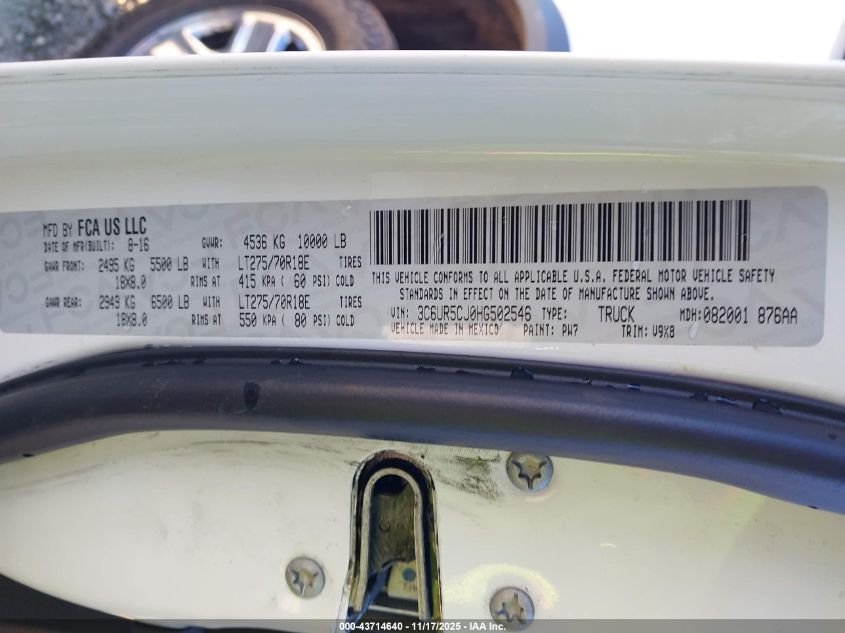 MFD BY FCA US LLC
DATE OF MFR(BUILT): 8-16 GVWR: 4536 KG 10000 LB
GAWR FRONT: 2495 KG 5500 LB WITH LT275/70R18E TIRES
18X8.0 RIMS AT 415 KPA ( 60 PSI) COLD
GAWR REAR: 2949 KG 6500 LB WITH LT275/70R18E TIRES
18X8.0 RIMS AT 550 KPA ( 80 PSI) COLD
THIS VEHICLE CONFORMS TO ALL APPLICABLE U.S.A. FEDERAL MOTOR VEHICLE SAFETY
STANDARDS IN EFFECT ON THE DATE OF MANUFACTURE SHOWN ABOVE.
VIN: 3C6UR5CJ0HG502546 TYPE: TRUCK MDH: 082001 876AA
VEHICLE MADE IN MEXICO PAINT: PW7 TRIM: V9X8
000-43714640 - 11/17/2025 - IAA Inc.